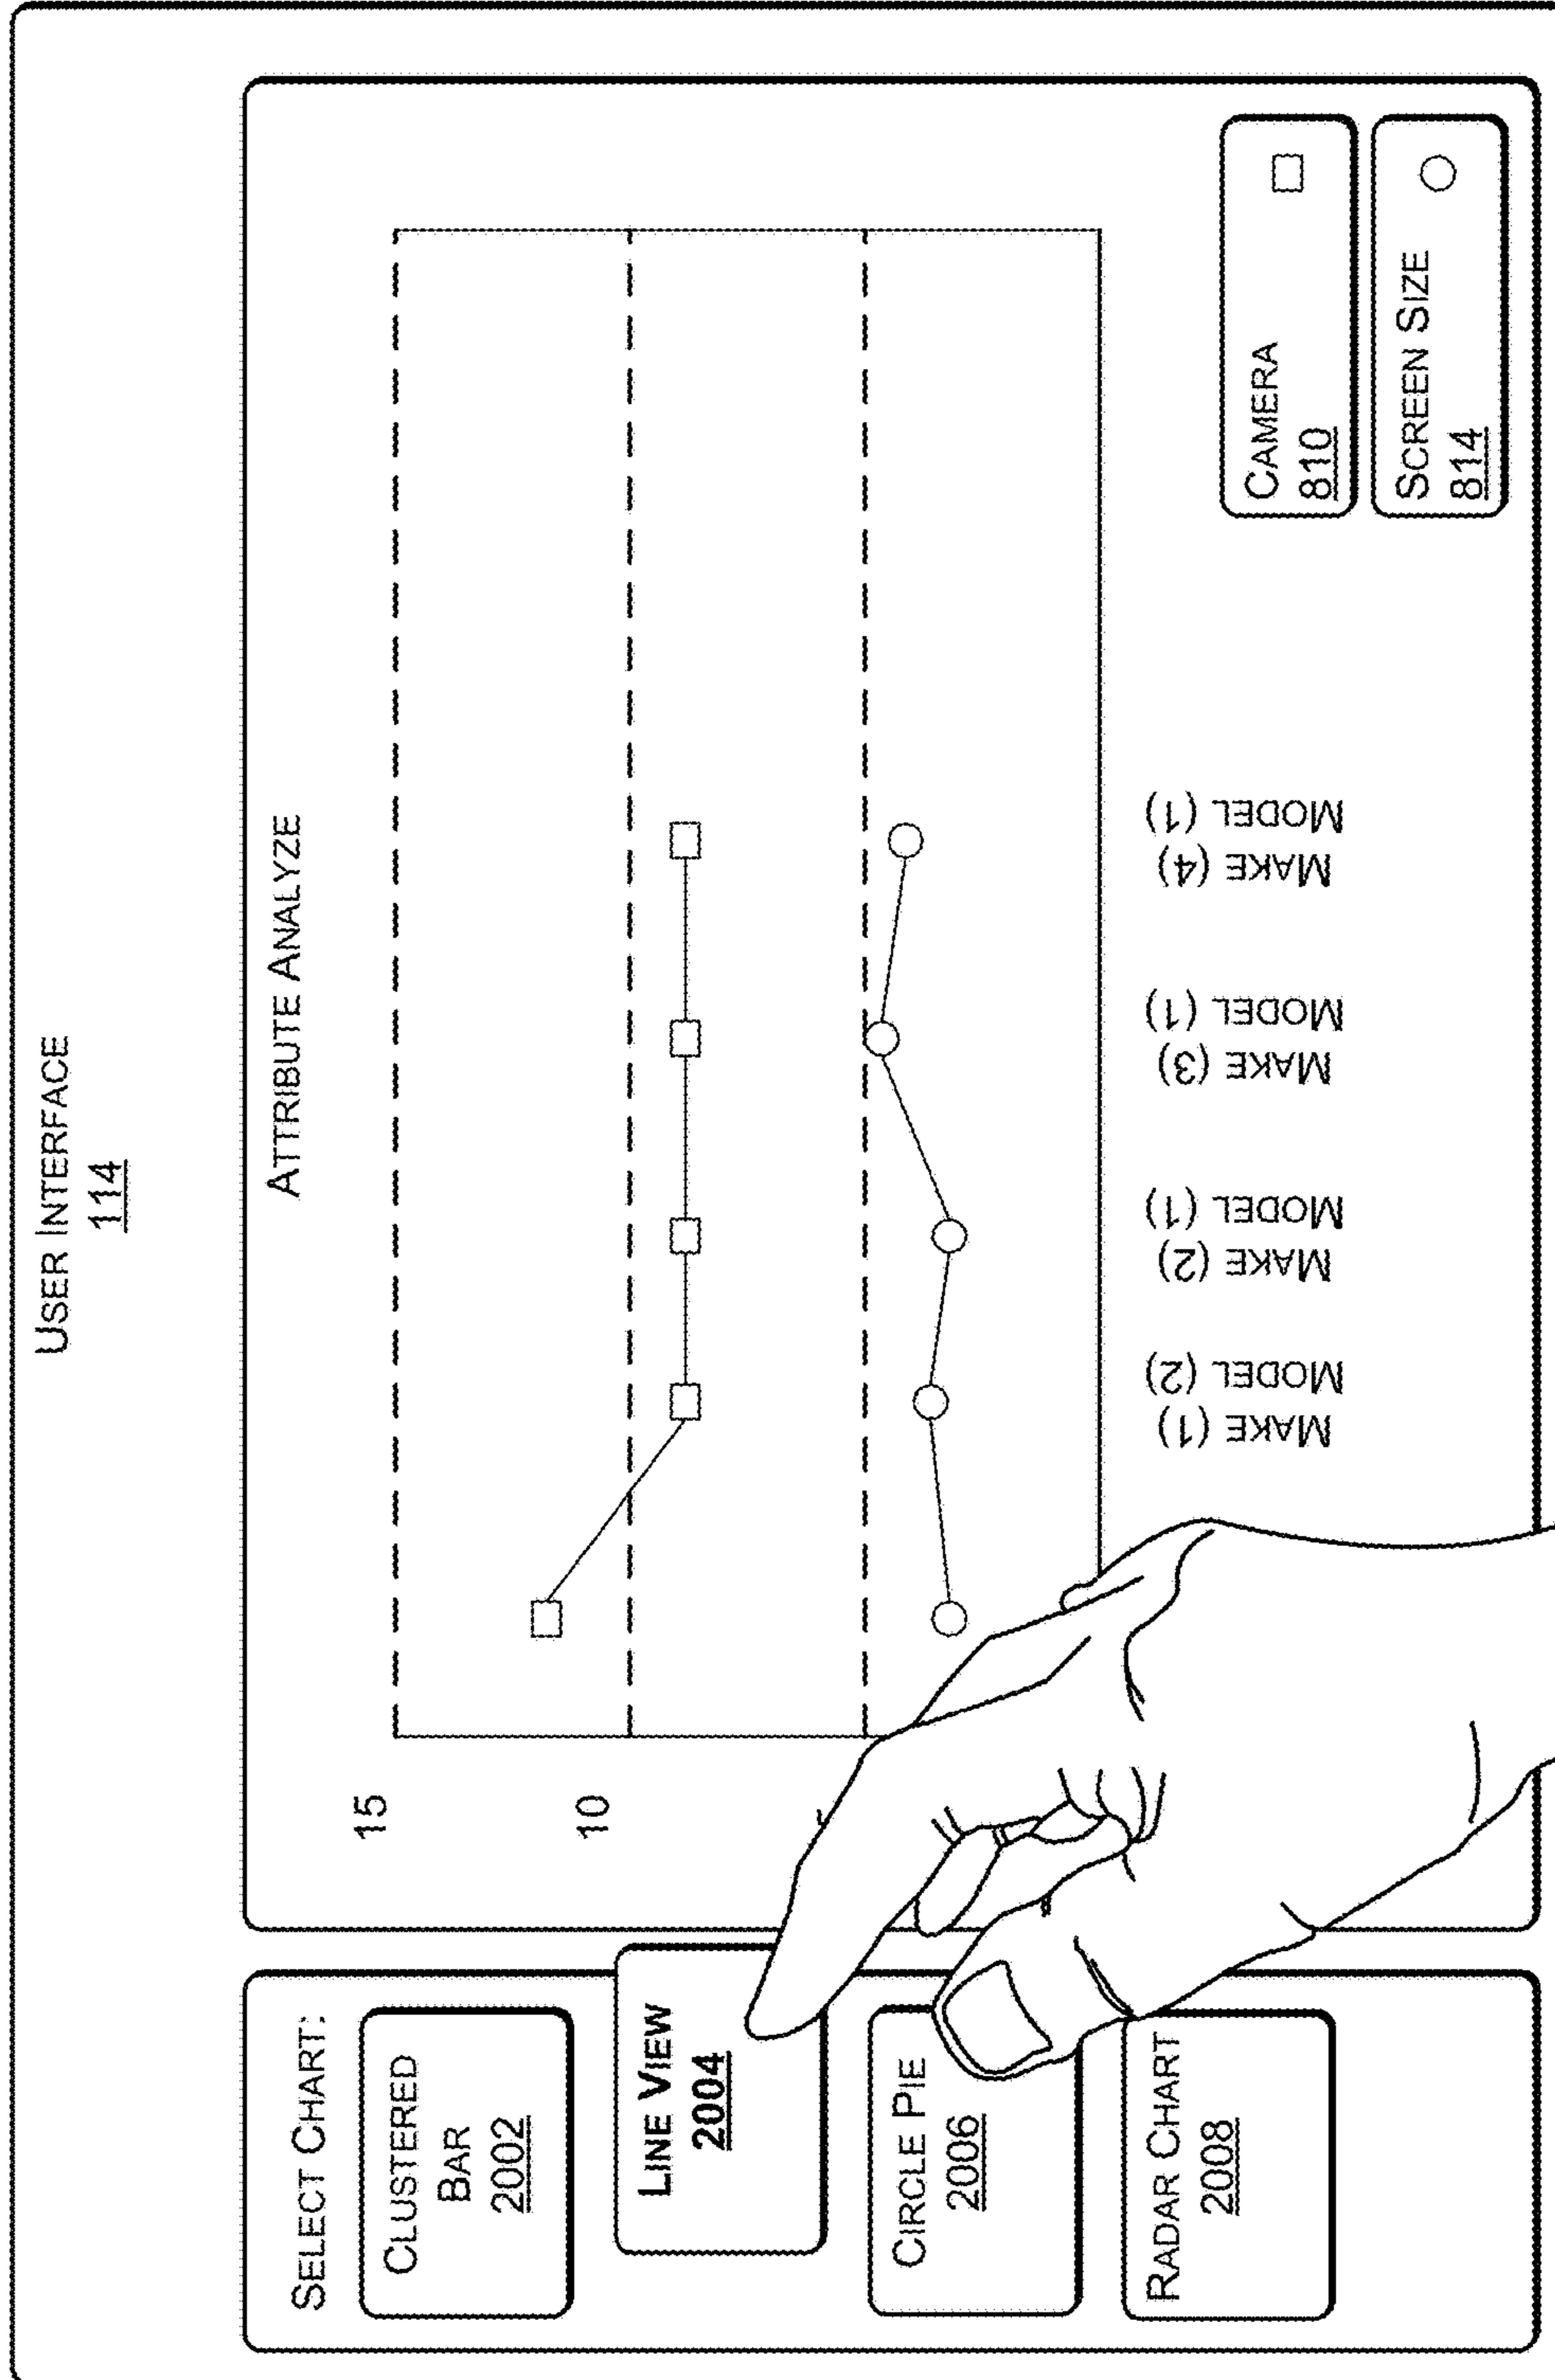 USER INTERFACE
114
SELECT CHART:
CLUSTERED
BAR
2002
LINE VIEW
2004
CIRCLE PIE
2006
RADAR CHART
2008
ATTRIBUTE ANALYZE
15
10
MAKE (1)
MODEL (2)
MAKE (2)
MODEL (1)
MAKE (3)
MODEL (1)
MAKE (4)
MODEL (1)
CAMERA
810
SCREEN SIZE
814